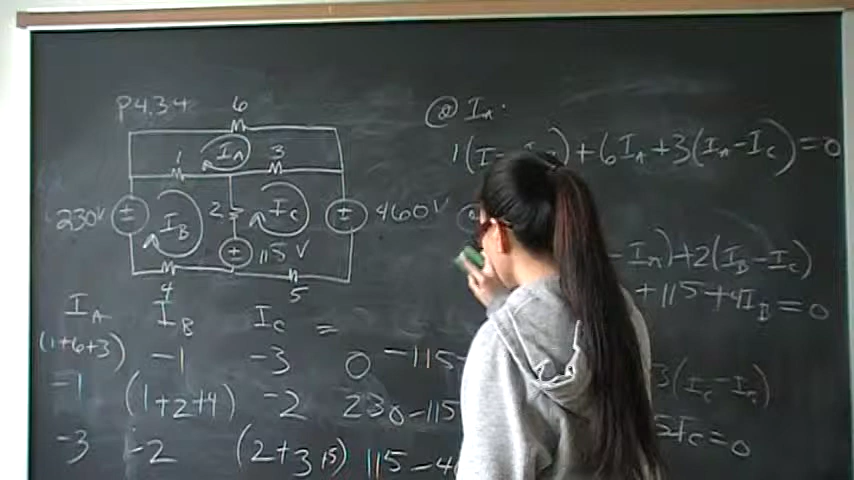 P4.34
6
@ I_A:
1(I + 6I_A + 3(I_A - I_C) = 0
1
I_A
3
230V
±
I_B
2
I_C
±
460V
±
115 V
- I_A) + 2(I_B - I_C)
+ 115 + 4I_B = 0
4
5
I_A I_B I_C =
(1+6+3) -1 -3 0 -115
-1 (1+2+4) -2 230 -115
-3 -2 (2+3+5) 115 -4
3(I_C - I_A)
5I_C = 0